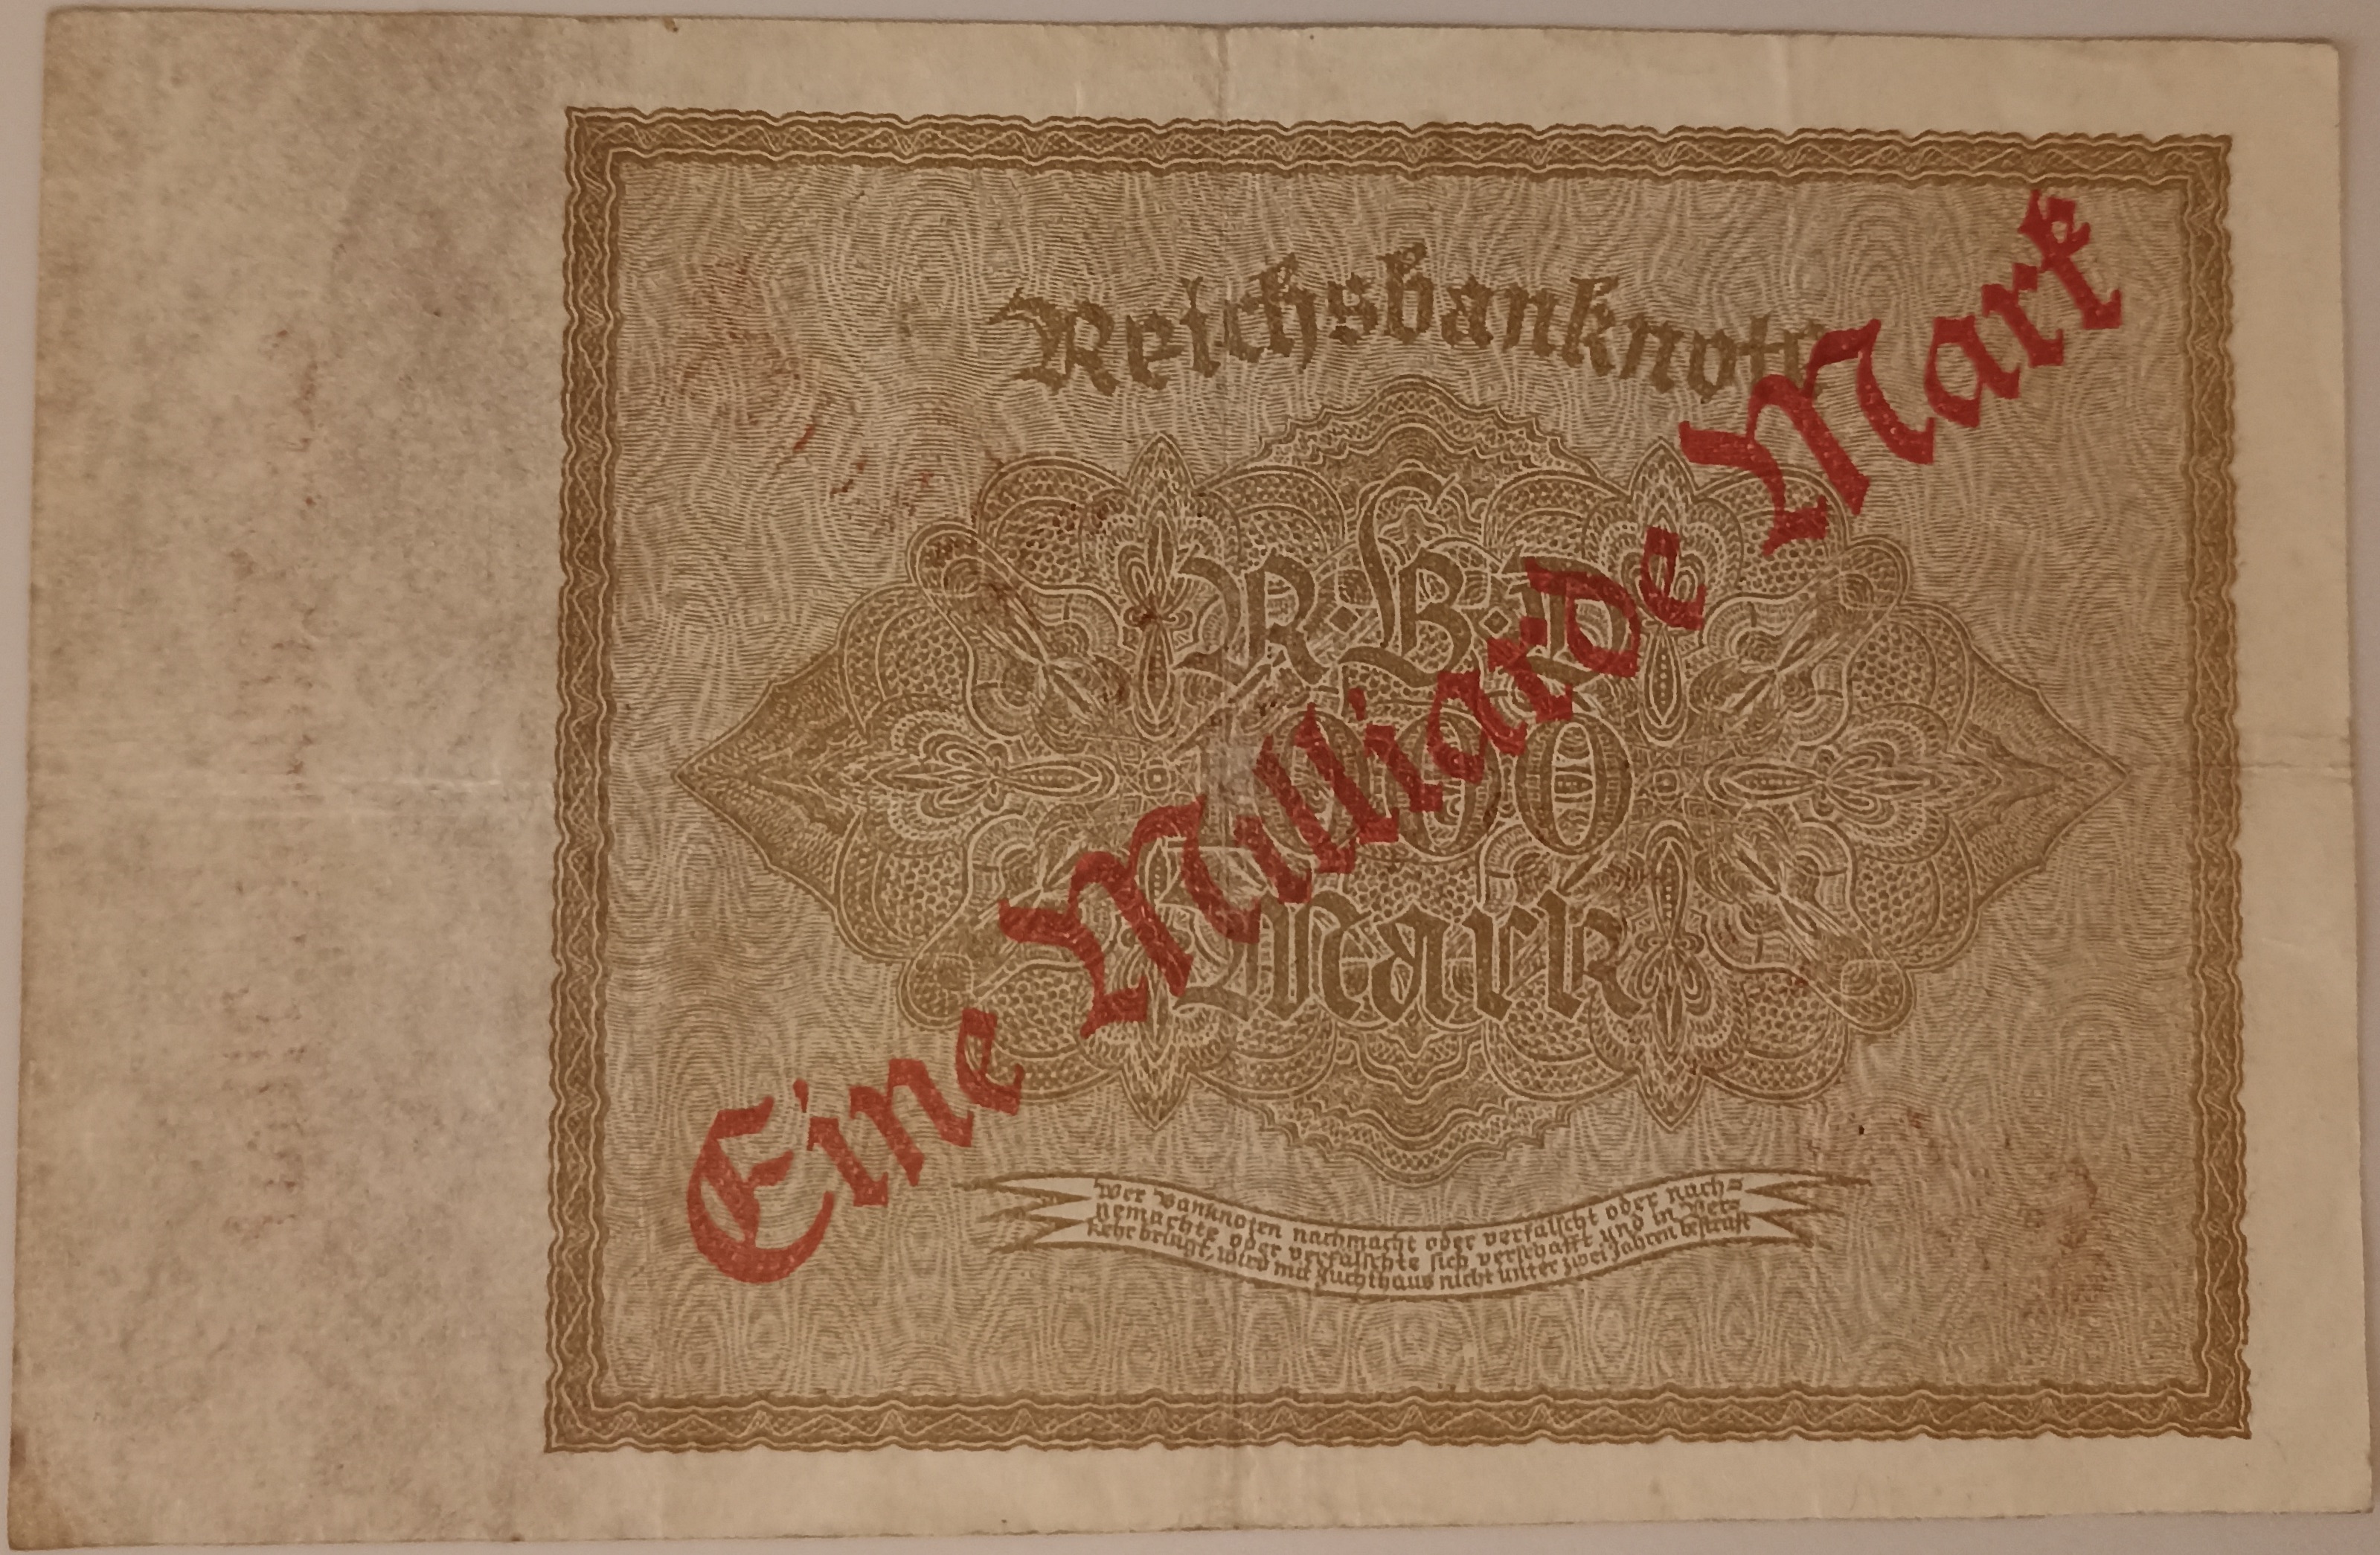 Reichsbanknote
R·B·D
1000
Mark
Eine Milliarde Mark
Wer Banknoten nachmacht oder verfälscht oder nach=
gemachte oder verfälschte sich verschafft und in Ver=
kehr bringt, wird mit Zuchthaus nicht unter zwei Jahren bestraft